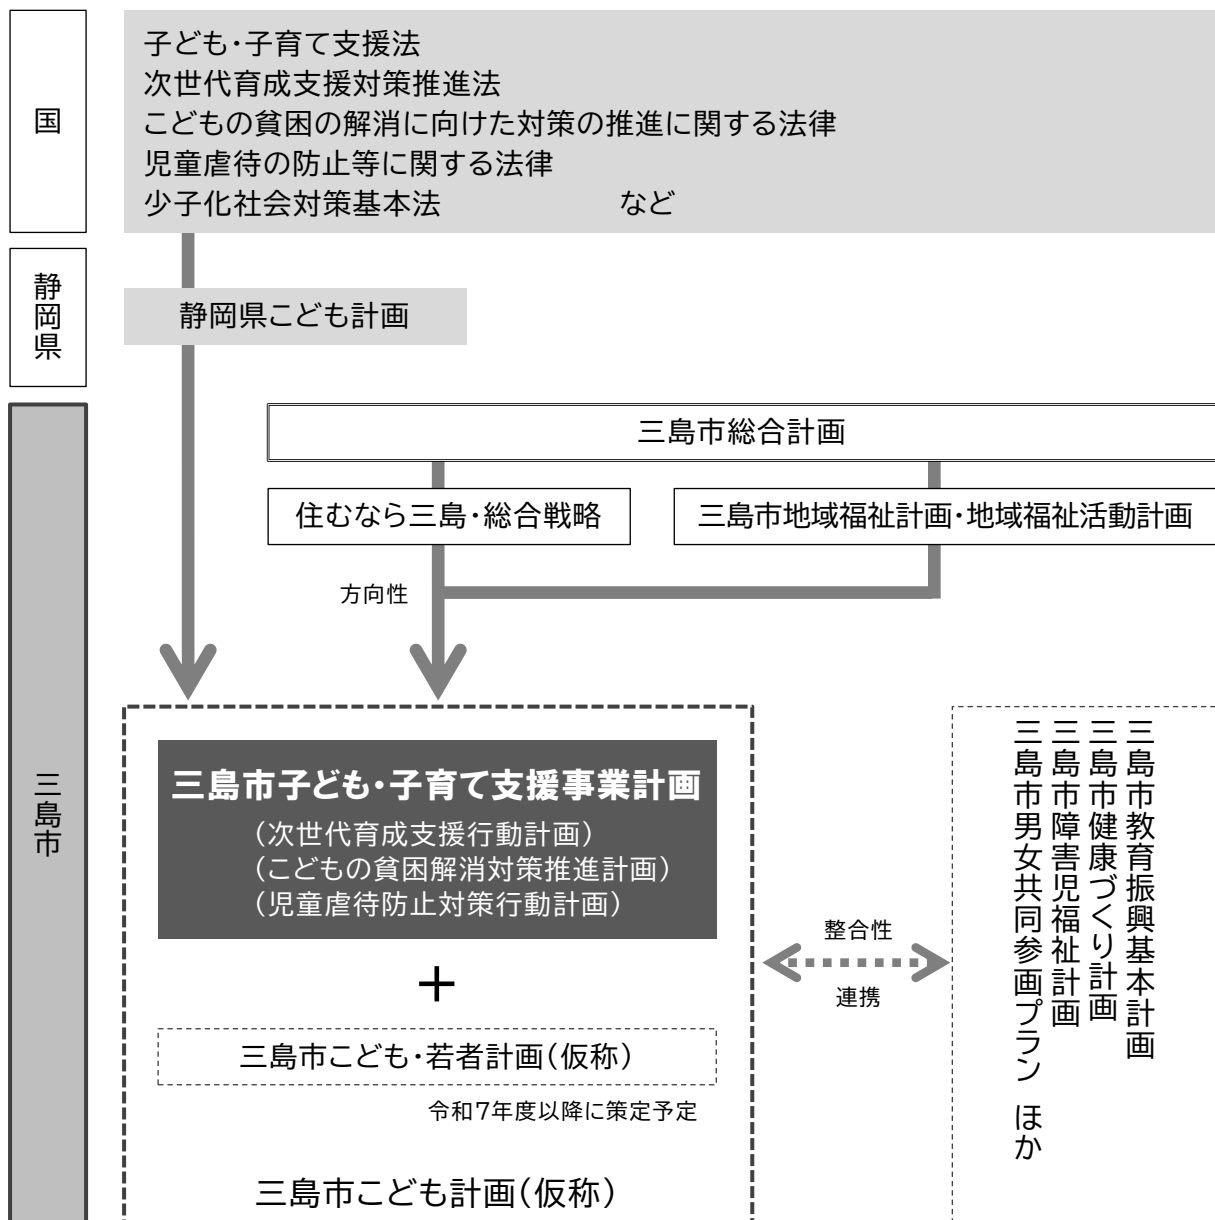 国
子ども・子育て支援法
次世代育成支援対策推進法
こどもの貧困の解消に向けた対策の推進に関する法律
児童虐待の防止等に関する法律
少子化社会対策基本法 など
静岡県
静岡県こども計画
三島市
三島市総合計画
住むなら三島・総合戦略
三島市地域福祉計画・地域福祉活動計画
方向性
三島市子ども・子育て支援事業計画
（次世代育成支援行動計画）
（こどもの貧困解消対策推進計画）
（児童虐待防止対策行動計画）
＋
三島市こども・若者計画（仮称）
令和7年度以降に策定予定
三島市こども計画（仮称）
整合性
連携
三島市教育振興基本計画
三島市健康づくり計画
三島市障害児福祉計画
三島市男女共同参画プラン ほか